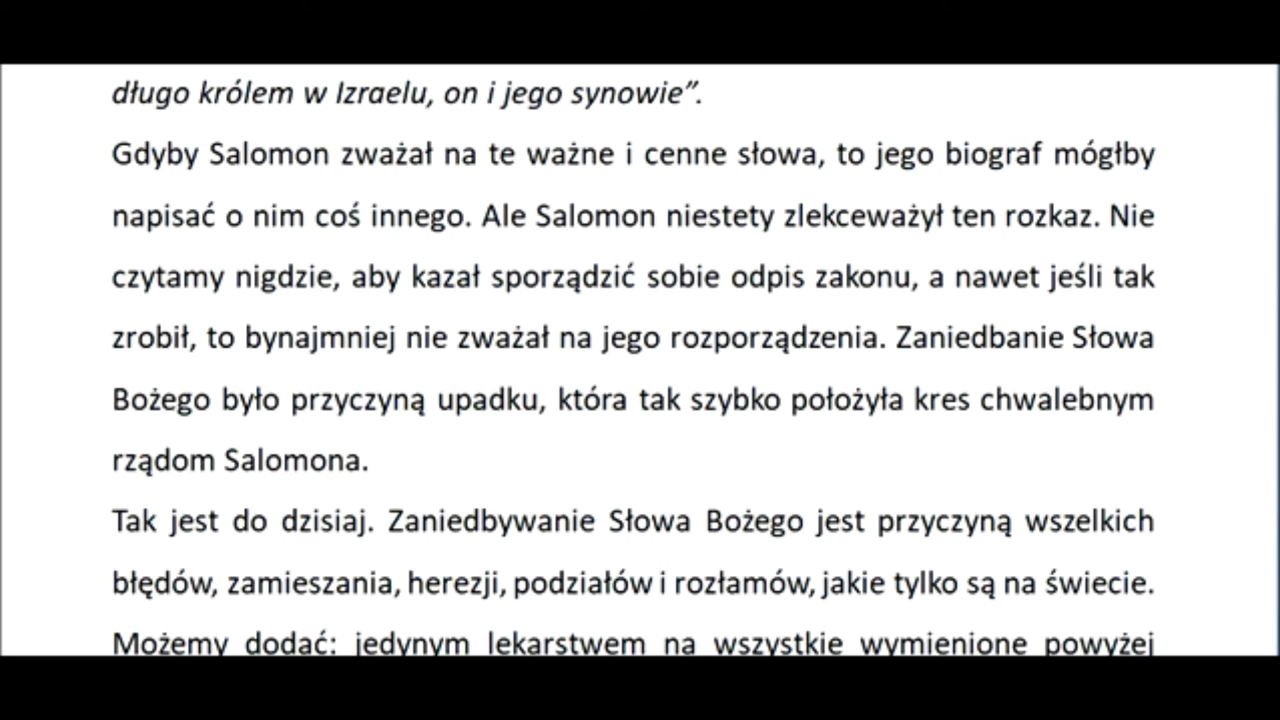 długo królem w Izraelu, on i jego synowie”.
Gdyby Salomon zważał na te ważne i cenne słowa, to jego biograf mógłby
napisać o nim coś innego. Ale Salomon niestety zlekceważył ten rozkaz. Nie
czytamy nigdzie, aby kazał sporządzić sobie odpis zakonu, a nawet jeśli tak
zrobił, to bynajmniej nie zważał na jego rozporządzenia. Zaniedbanie Słowa
Bożego było przyczyną upadku, która tak szybko położyła kres chwalebnym
rządom Salomona.
Tak jest do dzisiaj. Zaniedbywanie Słowa Bożego jest przyczyną wszelkich
błędów, zamieszania, herezji, podziałów i rozłamów, jakie tylko są na świecie.
Możemy dodać: jedynym lekarstwem na wszystkie wymienione powyżej